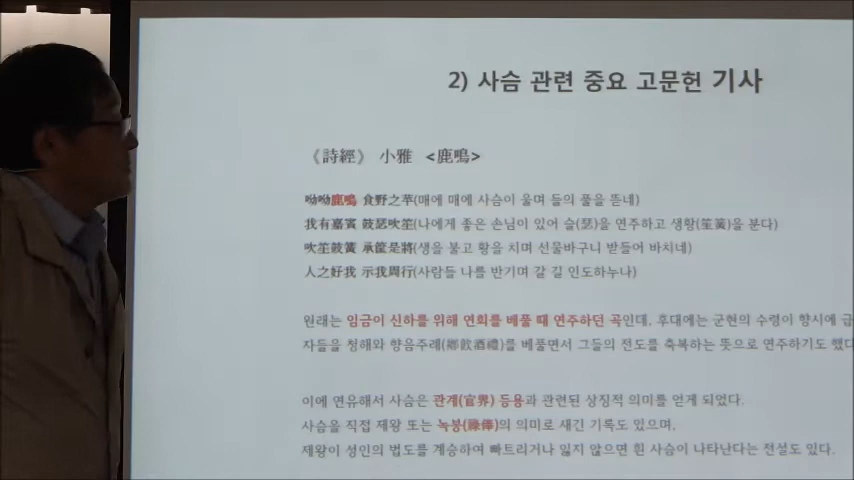 2) 사슴 관련 중요 고문헌 기사
《詩經》 小雅 <鹿鳴>
呦呦鹿鳴 食野之苹(매에 매에 사슴이 울며 들의 풀을 뜯네)
我有嘉賓 鼓瑟吹笙(나에게 좋은 손님이 있어 슬(瑟)을 연주하고 생황(笙簧)을 분다)
吹笙鼓簧 承筐是將(생을 불고 황을 치며 선물바구니 받들어 바치네)
人之好我 示我周行(사람들 나를 반기며 갈 길 인도하누나)
원래는 임금이 신하를 위해 연회를 베풀 때 연주하던 곡인데, 후대에는 군현의 수령이 향시에 급
자들을 청해와 향음주례(鄕飮酒禮)를 베풀면서 그들의 전도를 축복하는 뜻으로 연주하기도 했다
이에 연유해서 사슴은 관계(官界) 등용과 관련된 상징적 의미를 얻게 되었다.
사슴을 직접 제왕 또는 녹봉(祿俸)의 의미로 새긴 기록도 있으며,
제왕이 성인의 법도를 계승하여 빠트리거나 잃지 않으면 흰 사슴이 나타난다는 전설도 있다.